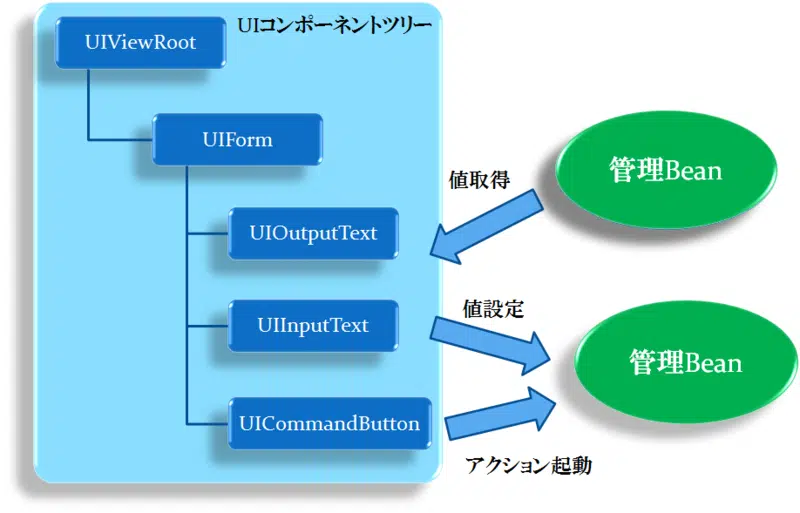 UIコンポーネントツリー
UIViewRoot
UIForm
管理Bean
値取得
UIOutputText
値設定
UIInputText
管理Bean
UICommandButton
アクション起動